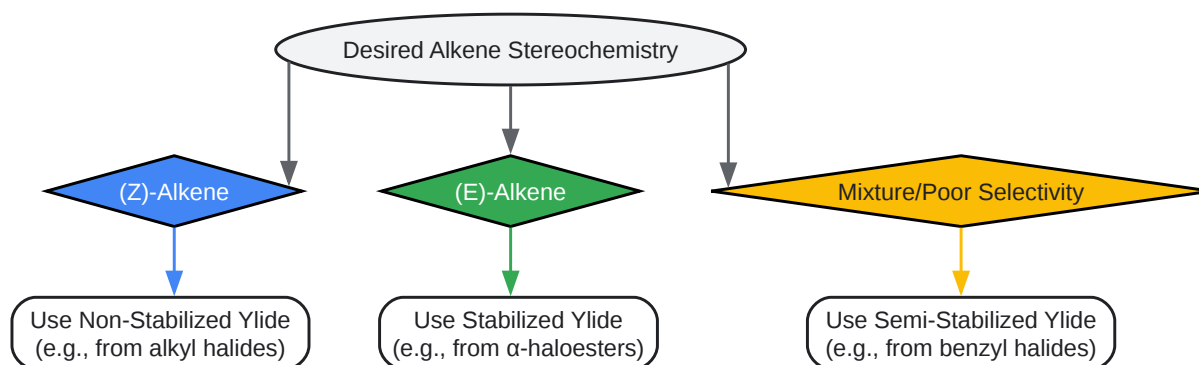 Desired Alkene Stereochemistry
(Z)-Alkene
(E)-Alkene
Mixture/Poor Selectivity
Use Non-Stabilized Ylide
(e.g., from alkyl halides)
Use Stabilized Ylide
(e.g., from α-haloesters)
Use Semi-Stabilized Ylide
(e.g., from benzyl halides)